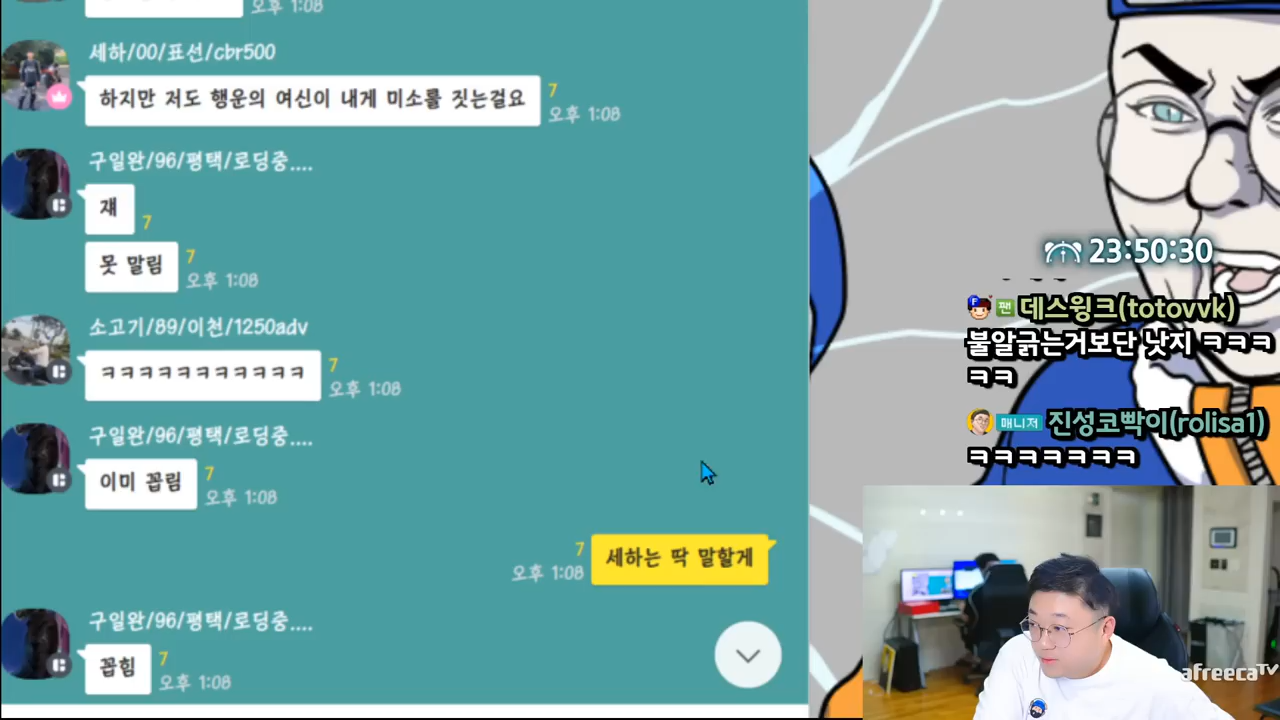 오후 1:08
세하/00/표선/cbr500
하지만 저도 행운의 여신이 내게 미소를 짓는걸요
7
오후 1:08
구일완/96/평택/로딩중....
재
7
못 말림
7
오후 1:08
소고기/89/이천/1250adv
ㅋㅋㅋㅋㅋㅋㅋㅋㅋㅋㅋ
7
오후 1:08
구일완/96/평택/로딩중....
이미 꼽림
7
오후 1:08
7
오후 1:08
세하는 딱 말할게
구일완/96/평택/로딩중....
꼽힘
7
오후 1:08
23:50:30
F 팬 데스윙크(totovvk)
불알긁는거보단 낫지 ㅋㅋㅋ
ㅋㅋ
매니저 진성코빡이(rolisa1)
ㅋㅋㅋㅋㅋㅋㅋ
afreecaTV